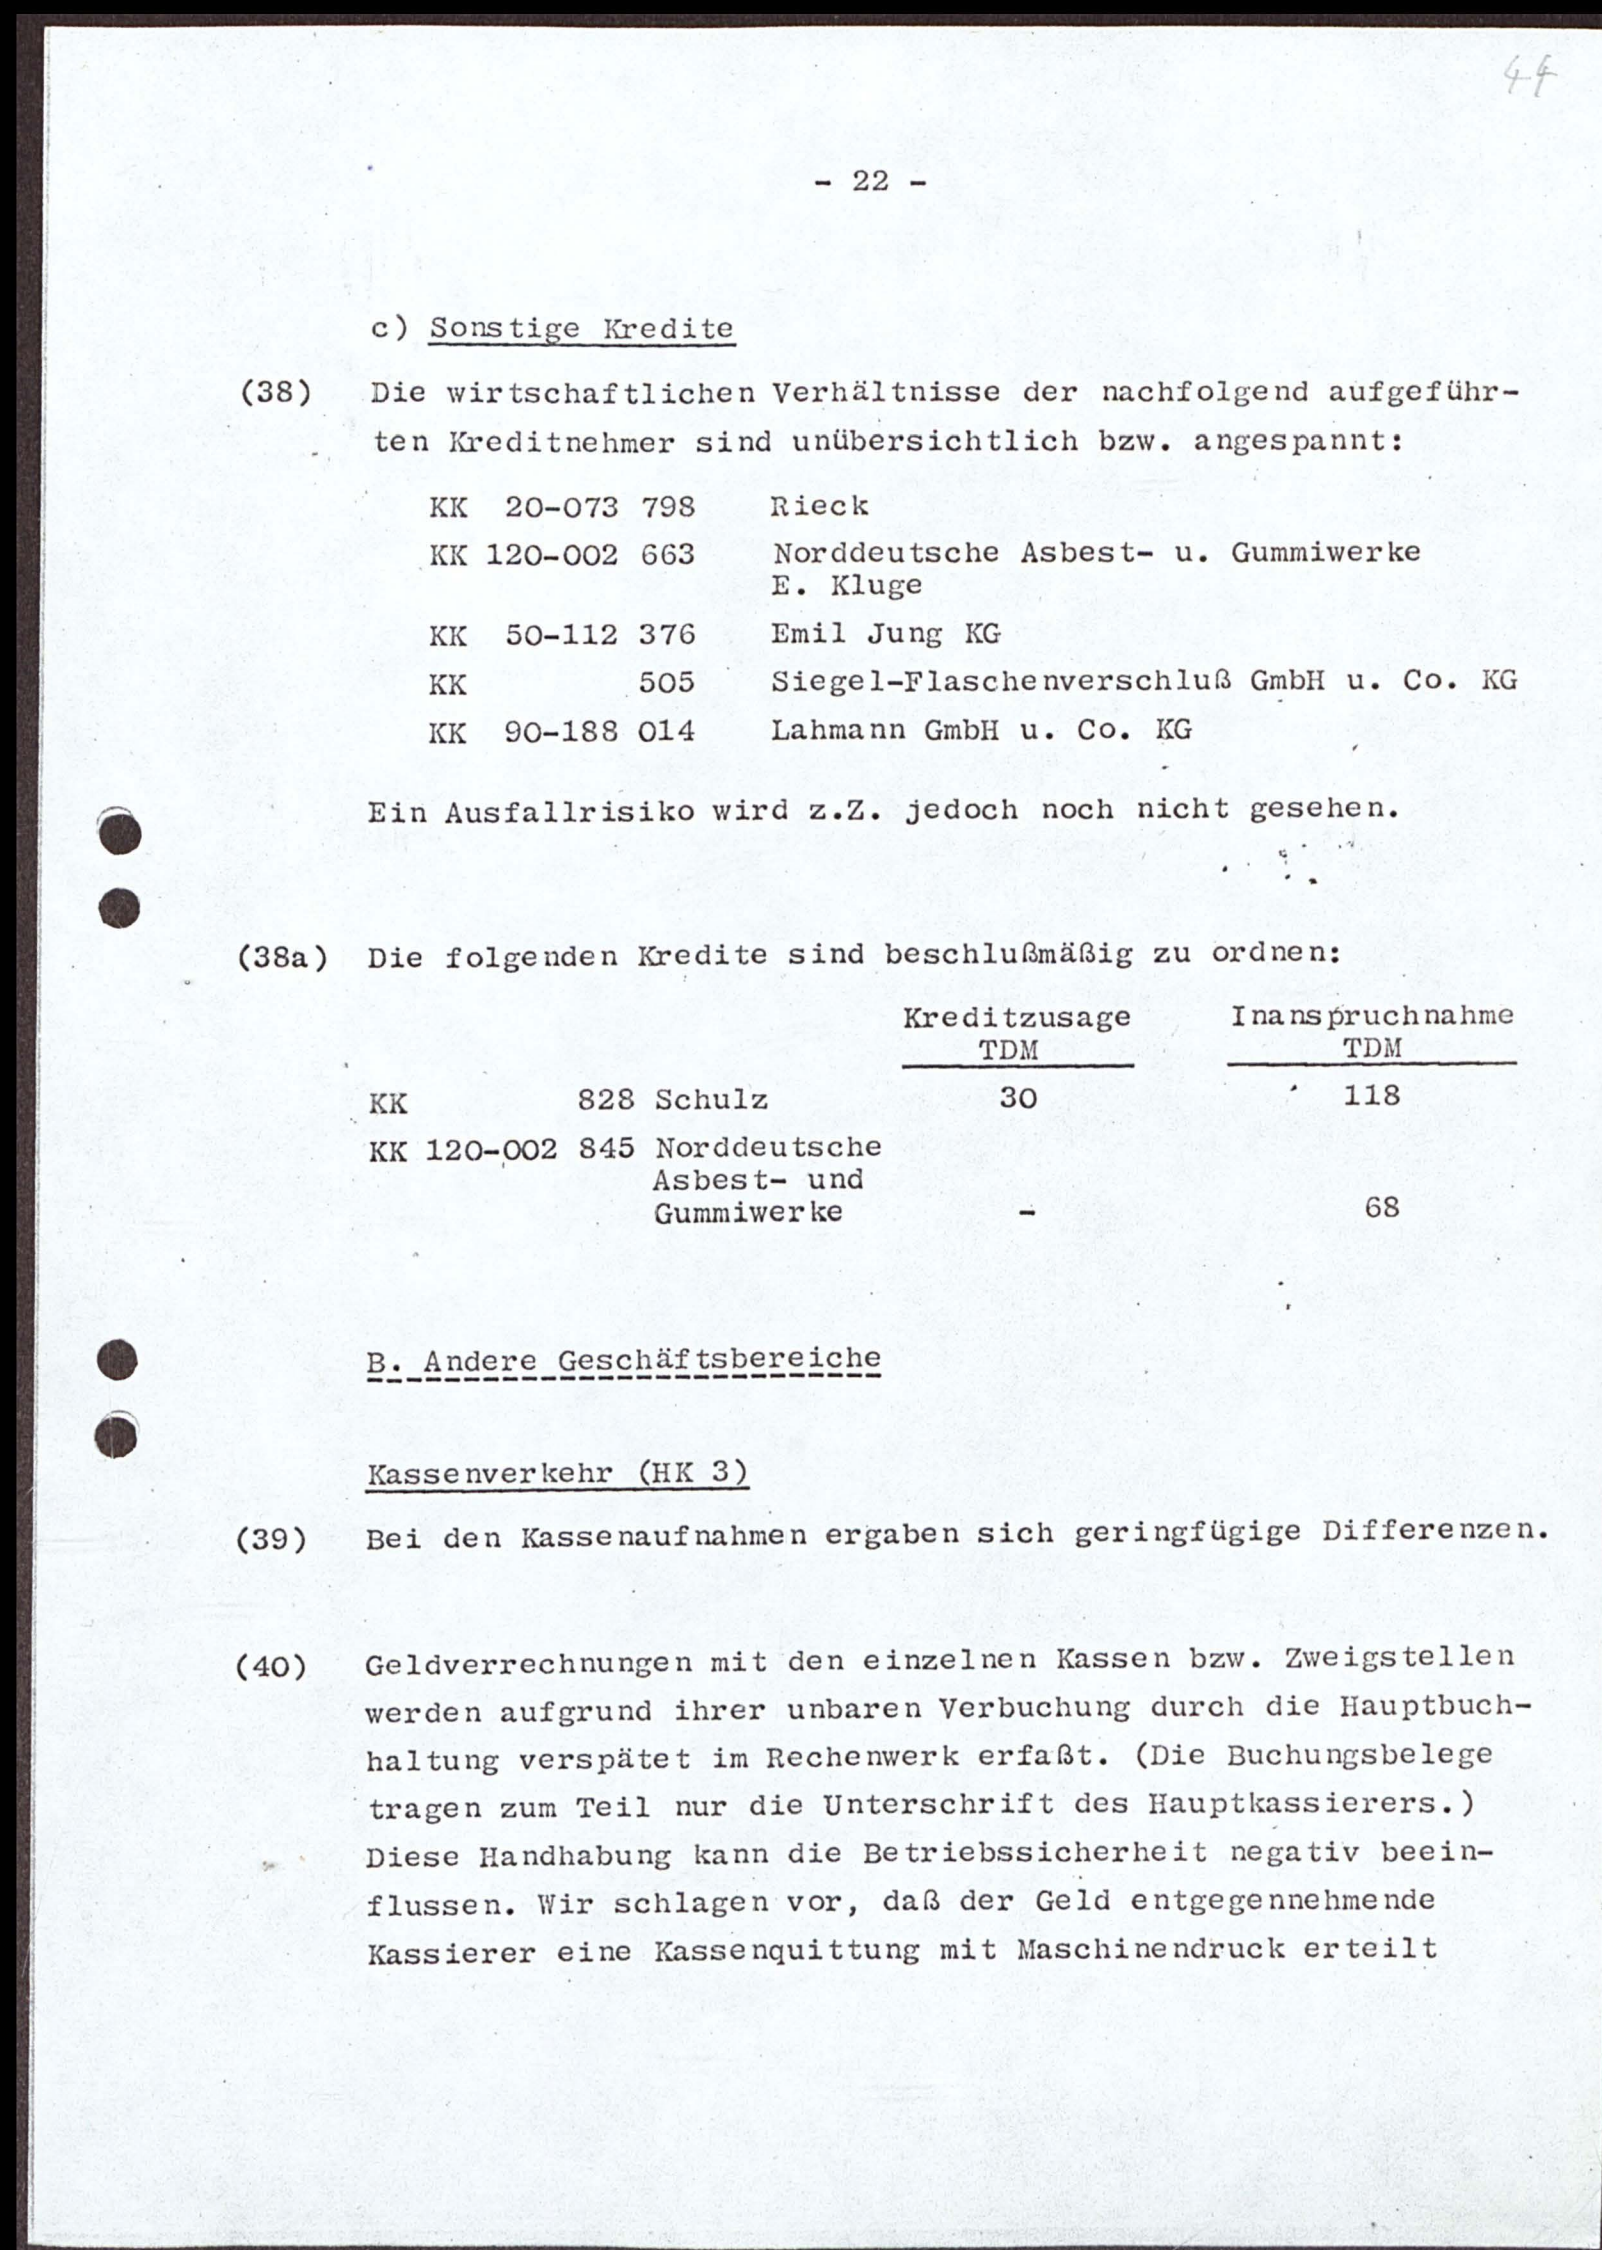 44
- 22 -
c) Sonstige Kredite
(38) Die wirtschaftlichen Verhältnisse der nachfolgend aufgeführ-
ten Kreditnehmer sind unübersichtlich bzw. angespannt:
KK 20-073 798 Rieck
KK 120-002 663 Norddeutsche Asbest- u. Gummiwerke
E. Kluge
KK 50-112 376 Emil Jung KG
KK 505 Siegel-Flaschenverschluß GmbH u. Co. KG
KK 90-188 014 Lahmann GmbH u. Co. KG
Ein Ausfallrisiko wird z.Z. jedoch noch nicht gesehen.
(38a) Die folgenden Kredite sind beschlußmäßig zu ordnen:
Kreditzusage Inanspruchnahme
TDM TDM
KK 828 Schulz 30 118
KK 120-002 845 Norddeutsche
Asbest- und
Gummiwerke - 68
B. Andere Geschäftsbereiche
Kassenverkehr (HK 3)
(39) Bei den Kassenaufnahmen ergaben sich geringfügige Differenzen.
(40) Geldverrechnungen mit den einzelnen Kassen bzw. Zweigstellen
werden aufgrund ihrer unbaren Verbuchung durch die Hauptbuch-
haltung verspätet im Rechenwerk erfaßt. (Die Buchungsbelege
tragen zum Teil nur die Unterschrift des Hauptkassierers.)
Diese Handhabung kann die Betriebssicherheit negativ beein-
flussen. Wir schlagen vor, daß der Geld entgegennehmende
Kassierer eine Kassenquittung mit Maschinendruck erteilt